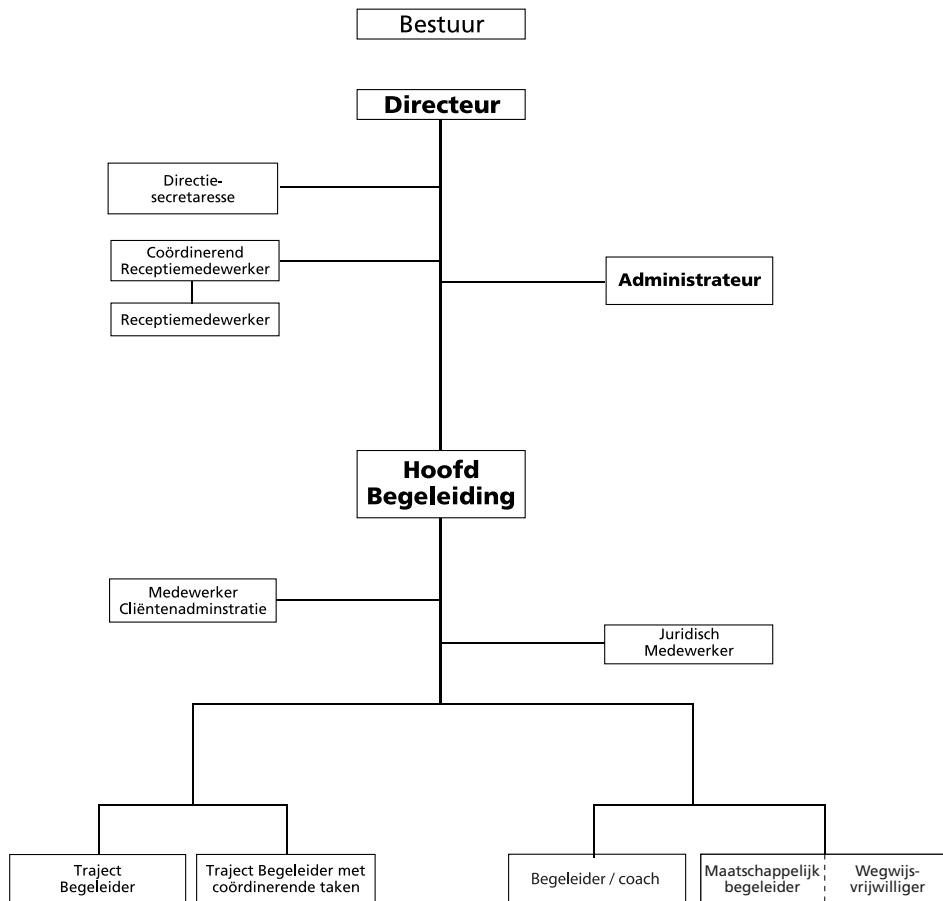 Bestuur
Directeur
Directie-
secretaresse
Coördinerend
Receptiemedewerker
Administrateur
Receptiemedewerker
Hoofd
Begeleiding
Medewerker
Cliëntenadminstratie
Juridisch
Medewerker
Traject
Begeleider
Traject Begeleider met
coördinerende taken
Begeleider / coach
Maatschappelijk
begeleider
Wegwijs-
vrijwilliger